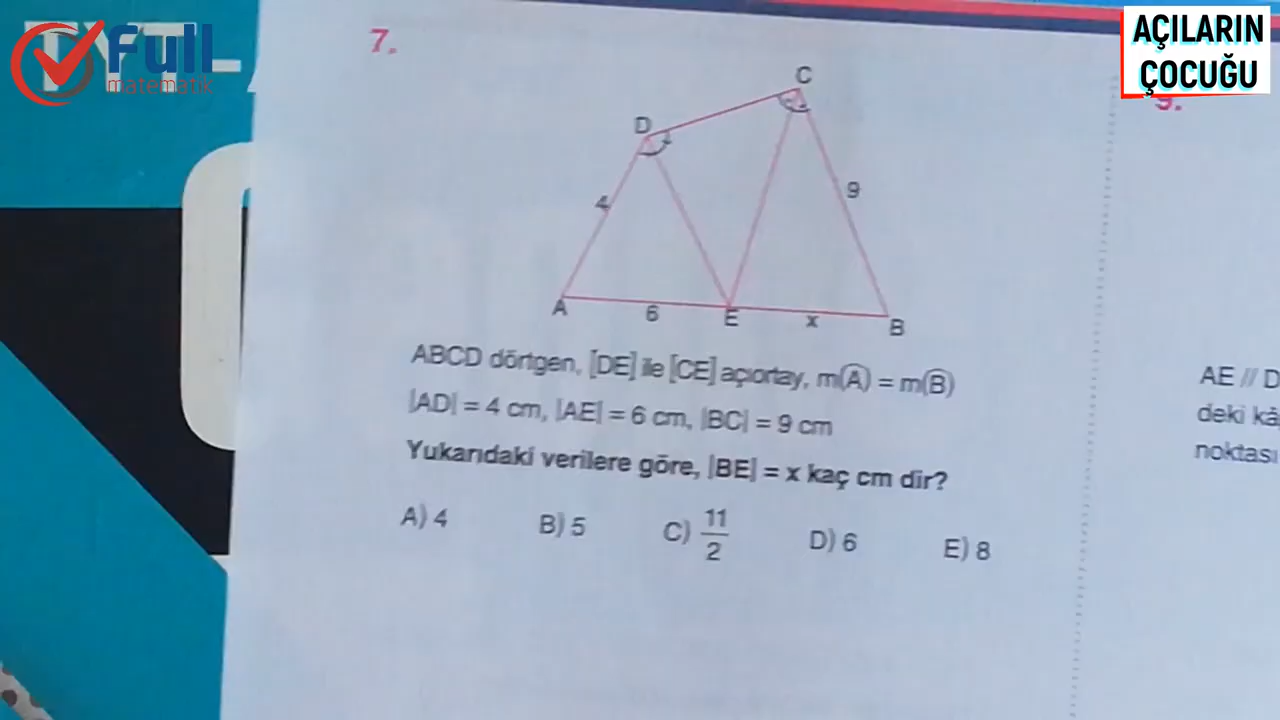 TYT
Full
matematik
AÇILARIN
ÇOCUĞU
7.
9.
C
D
4
9
A
6
E
x
B
ABCD dörtgen, [DE] ile [CE] açıortay, m(A) = m(B)
|AD| = 4 cm, |AE| = 6 cm, |BC| = 9 cm
Yukarıdaki verilere göre, |BE| = x kaç cm dir?
A) 4 B) 5 C) 11/2 D) 6 E) 8
AE // D
deki
noktası